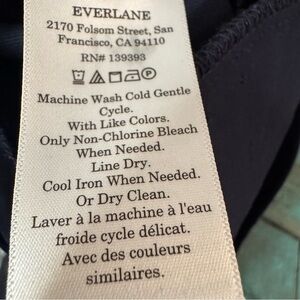 EVERLANE
2170 Folsom Street, San
Francisco, CA 94110
RN# 139393
Machine Wash Cold Gentle
Cycle.
With Like Colors.
Only Non-Chlorine Bleach
When Needed.
Line Dry.
Cool Iron When Needed.
Or Dry Clean.
Laver à la machine à l'eau
froide cycle délicat.
Avec des couleurs
similaires.